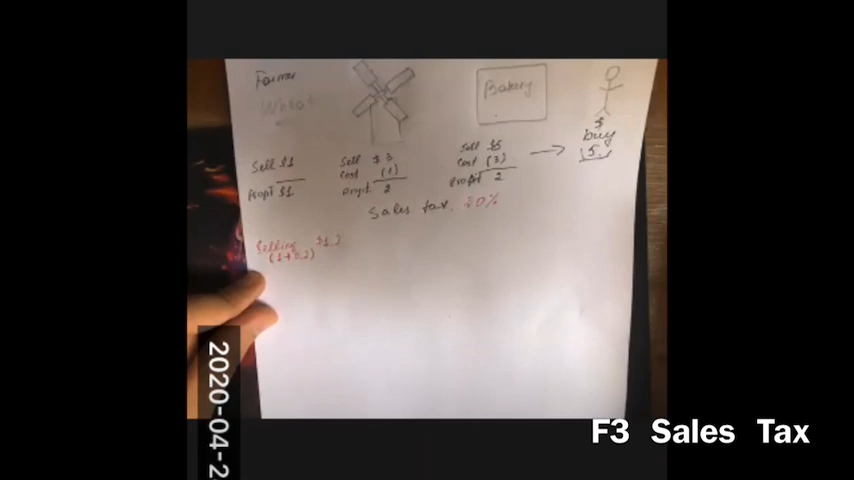 Farmer
Wheat
Bakery
$
buy
5
Sell $1
Profit $1
Sell $3
Cost (1)
Profit 2
Sell $5
Cost (3)
Profit 2
Sales tax. 20%
Selling $1.2
(1+0.2)
2020-04-2
F3 Sales Tax